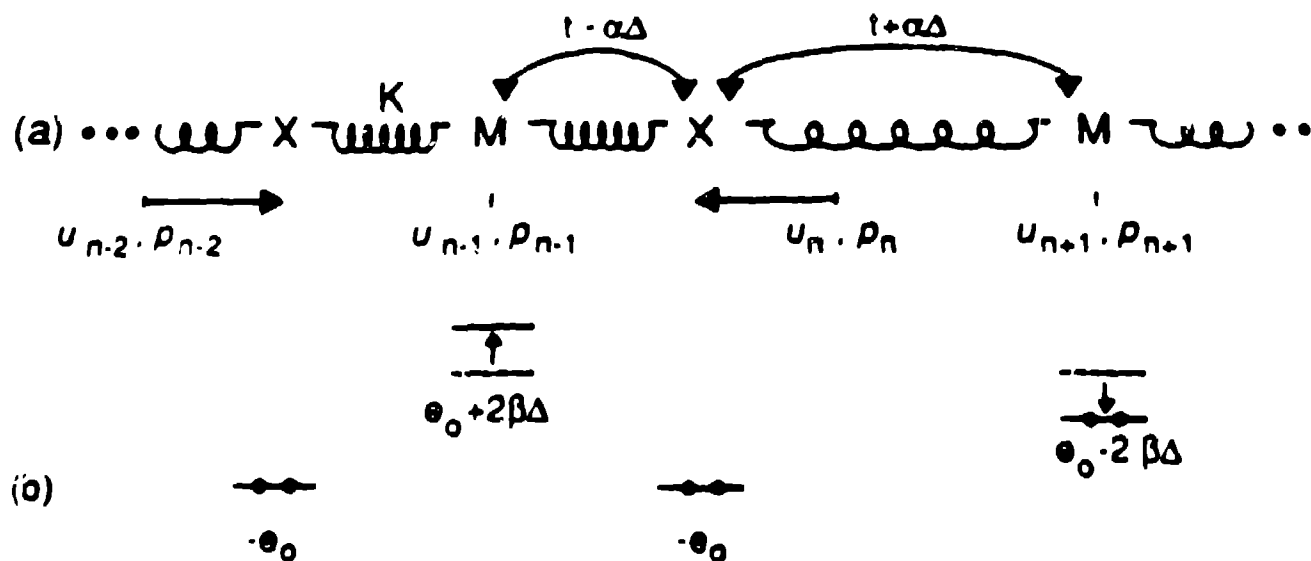 t - αΔ t + αΔ
K
(a) ••• X M X M ••
u n-2 , p n-2 u n-1 , p n-1 u n , p n u n+1 , p n+1
e o +2βΔ
e o -2 βΔ
(b)
-e o -e o